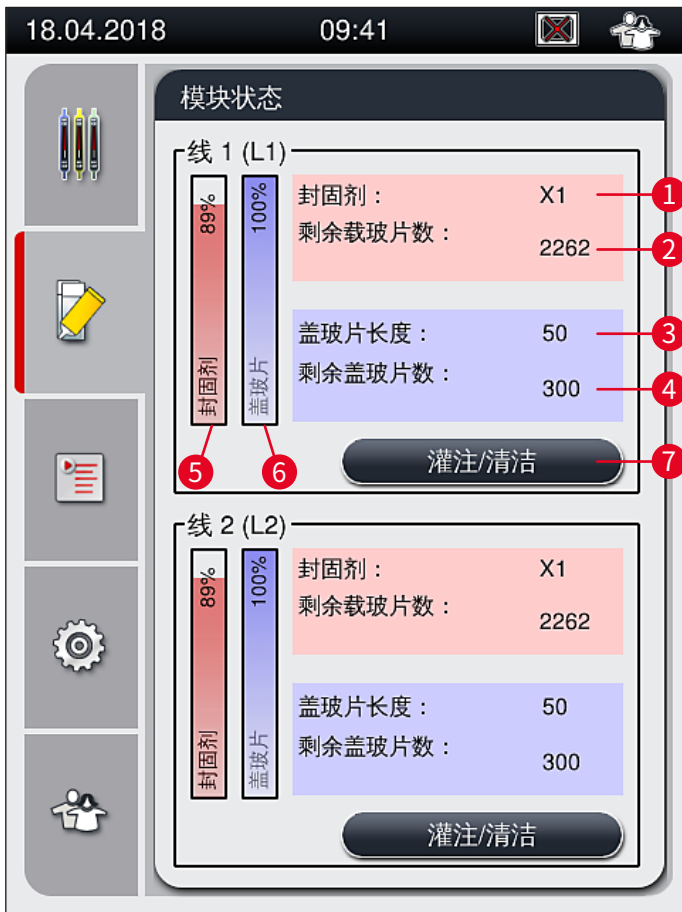 18.04.2018 09:41
模块状态
线 1 (L1)
89% 封固剂
100% 盖玻片
封固剂： X1 1
剩余载玻片数： 2262 2
盖玻片长度： 50 3
剩余盖玻片数： 300 4
5 6
灌注/清洁 7
线 2 (L2)
89% 封固剂
100% 盖玻片
封固剂： X1
剩余载玻片数： 2262
盖玻片长度： 50
剩余盖玻片数： 300
灌注/清洁